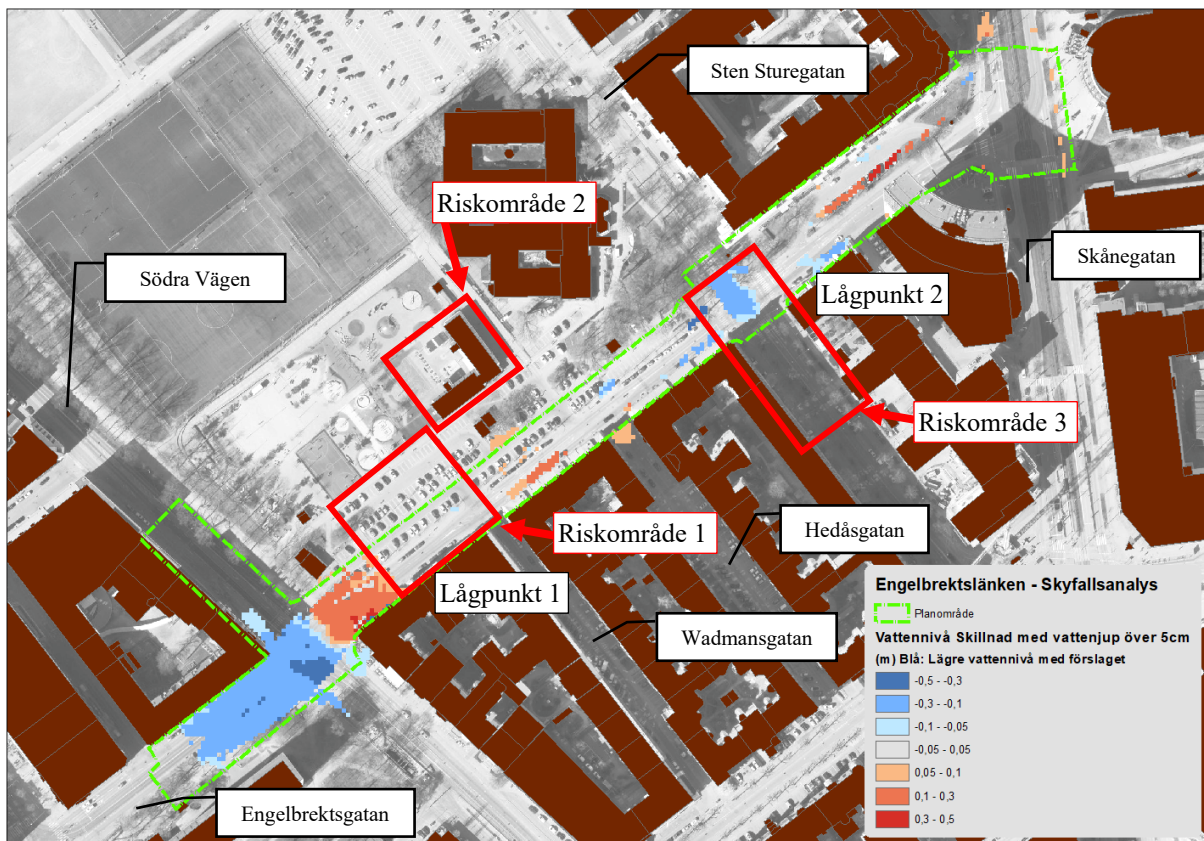 Sten Sturegatan
Riskområde 2
Södra Vägen
Skånegatan
Lågpunkt 2
Riskområde 3
Riskområde 1
Hedåsgatan
Lågpunkt 1
Wadmansgatan
Engelbrektsgatan
Engelbrektslänken - Skyfallsanalys
Planområde
Vattennivå Skillnad med vattenjup över 5cm
(m) Blå: Lägre vattennivå med förslaget
-0,5 - -0,3
-0,3 - -0,1
-0,1 - -0,05
-0,05 - 0,05
0,05 - 0,1
0,1 - 0,3
0,3 - 0,5